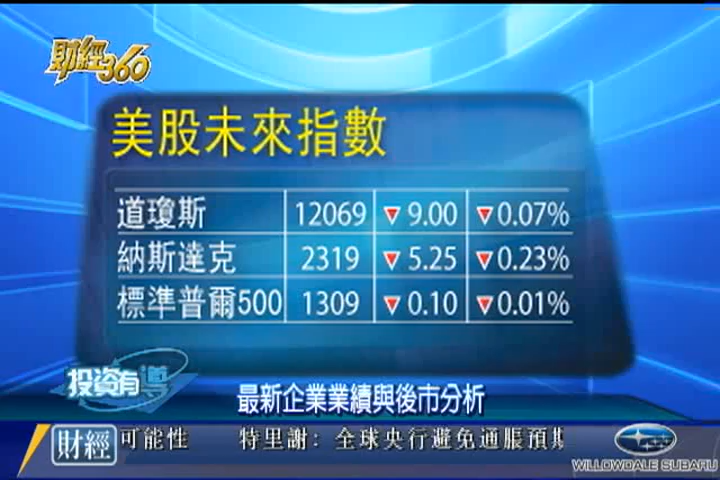 財經360
美股未來指數
道瓊斯 12069 ▼9.00 ▼0.07%
納斯達克 2319 ▼5.25 ▼0.23%
標準普爾500 1309 ▼0.10 ▼0.01%
投資有導
最新企業業績與後市分析
財經 可能性 特里謝：全球央行避免通脹預期
SUBARU
WILLOWDALE SUBARU